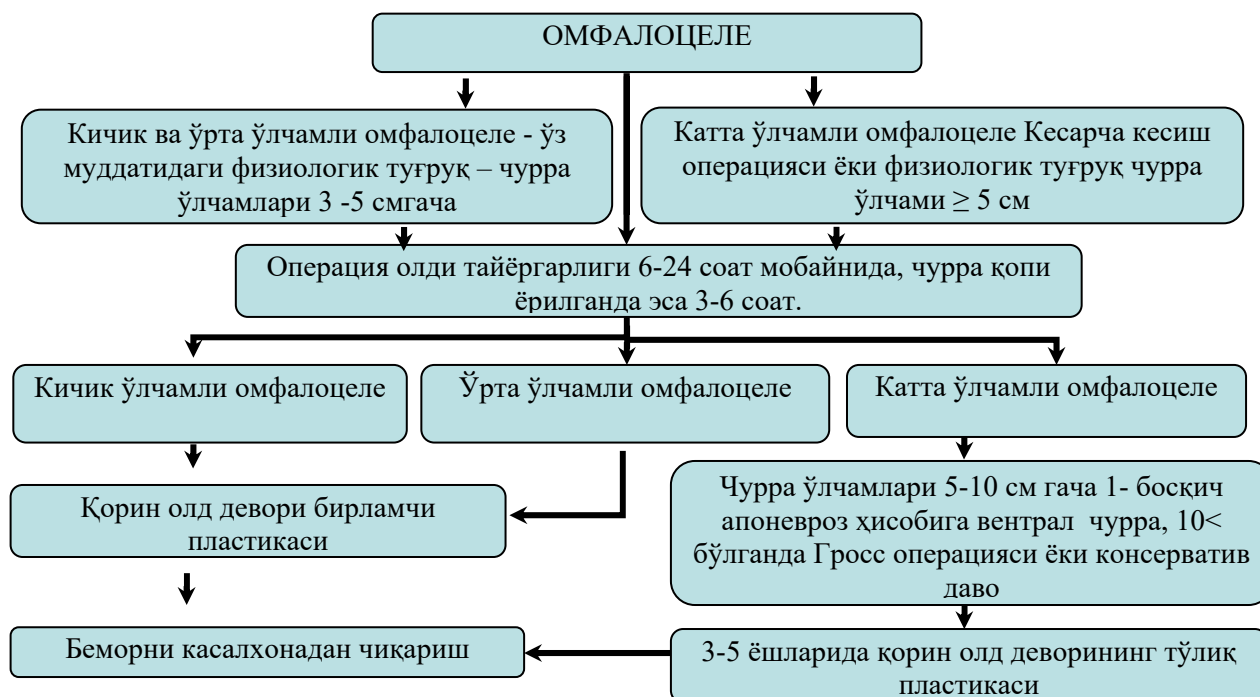 ОМФАЛОЦЕЛЕ
Кичик ва ўрта ўлчамли омфалоцеле - ўз
муддатидаги физиологик туғруқ – чурра
ўлчамлари 3 -5 смгача
Катта ўлчамли омфалоцеле Кесарча кесиш
операцияси ёки физиологик туғруқ чурра
ўлчами ≥ 5 см
Операция олди тайёргарлиги 6-24 соат мобайнида, чурра қопи
ёрилганда эса 3-6 соат.
Кичик ўлчамли омфалоцеле
Ўрта ўлчамли омфалоцеле
Катта ўлчамли омфалоцеле
Қорин олд девори бирламчи
пластикаси
Чурра ўлчамлари 5-10 см гача 1- босқич
апоневроз ҳисобига вентрал чурра, 10<
бўлганда Гросс операцияси ёки консерватив
даво
Беморни касалхонадан чиқариш
3-5 ёшларида қорин олд деворининг тўлиқ
пластикаси